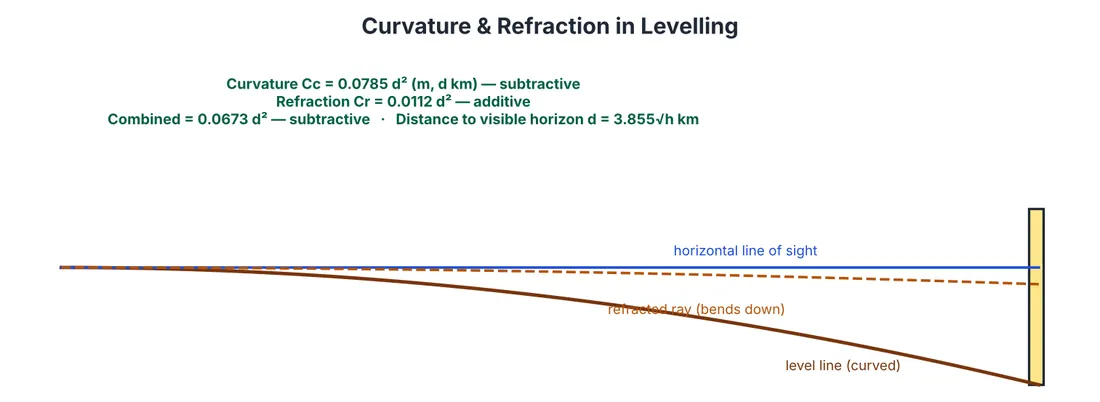 Curvature & Refraction in Levelling
Curvature Cc = 0.0785 d² (m, d km) — subtractive
Refraction Cr = 0.0112 d² — additive
Combined = 0.0673 d² — subtractive · Distance to visible horizon d = 3.855√h km
horizontal line of sight
refracted ray (bends down)
level line (curved)